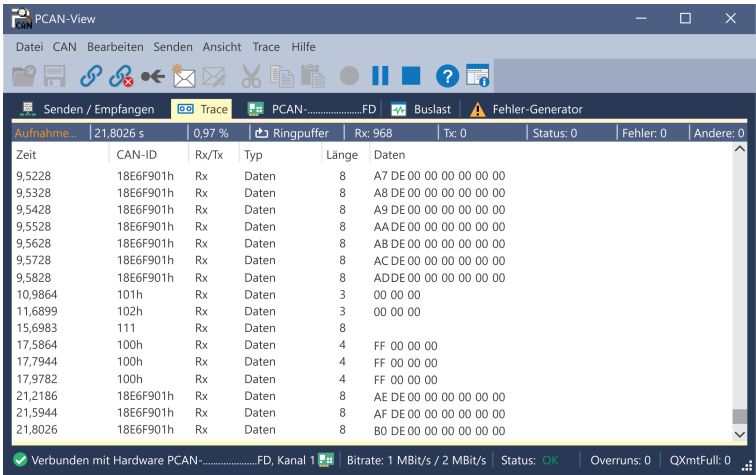 PCAN-View
Datei CAN Bearbeiten Senden Ansicht Trace Hilfe
Senden / Empfangen Trace PCAN-.....................FD Buslast Fehler-Generator
Aufnahme... 21,8026 s 0,97 % Ringpuffer Rx: 968 Tx: 0 Status: 0 Fehler: 0 Andere: 0
Zeit CAN-ID Rx/Tx Typ Länge Daten
9,5228 18E6F901h Rx Daten 8 A7 DE 00 00 00 00 00 00
9,5328 18E6F901h Rx Daten 8 A8 DE 00 00 00 00 00 00
9,5428 18E6F901h Rx Daten 8 A9 DE 00 00 00 00 00 00
9,5528 18E6F901h Rx Daten 8 AA DE 00 00 00 00 00 00
9,5628 18E6F901h Rx Daten 8 AB DE 00 00 00 00 00 00
9,5728 18E6F901h Rx Daten 8 AC DE 00 00 00 00 00 00
9,5828 18E6F901h Rx Daten 8 AD DE 00 00 00 00 00 00
10,9864 101h Rx Daten 3 00 00 00
11,6899 102h Rx Daten 3 00 00 00
15,6983 111 Rx Daten 8
17,5864 100h Rx Daten 4 FF 00 00 00
17,7944 100h Rx Daten 4 FF 00 00 00
17,9782 100h Rx Daten 4 FF 00 00 00
21,2186 18E6F901h Rx Daten 8 AE DE 00 00 00 00 00 00
21,5944 18E6F901h Rx Daten 8 AF DE 00 00 00 00 00 00
21,8026 18E6F901h Rx Daten 8 B0 DE 00 00 00 00 00 00
Verbunden mit Hardware PCAN-.....................FD, Kanal 1 Bitrate: 1 MBit/s / 2 MBit/s Status: OK Overruns: 0 QXmtFull: 0